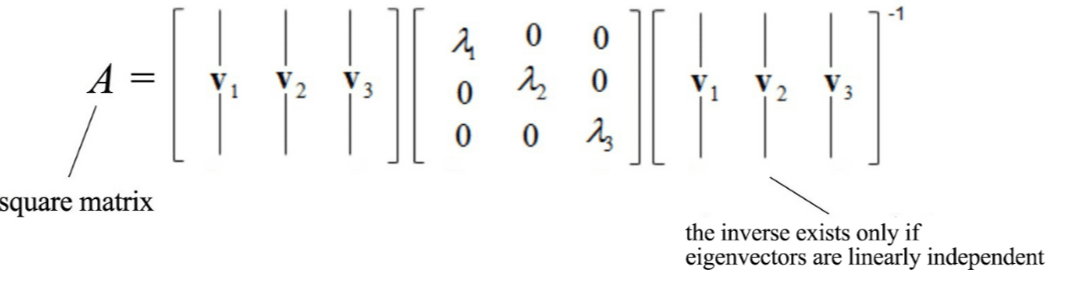 A = [ v₁ v₂ v₃ ] [ λ₁ 0 0 ] [ v₁ v₂ v₃ ]⁻¹
0 λ₂ 0
0 0 λ₃
square matrix
the inverse exists only if
eigenvectors are linearly independent